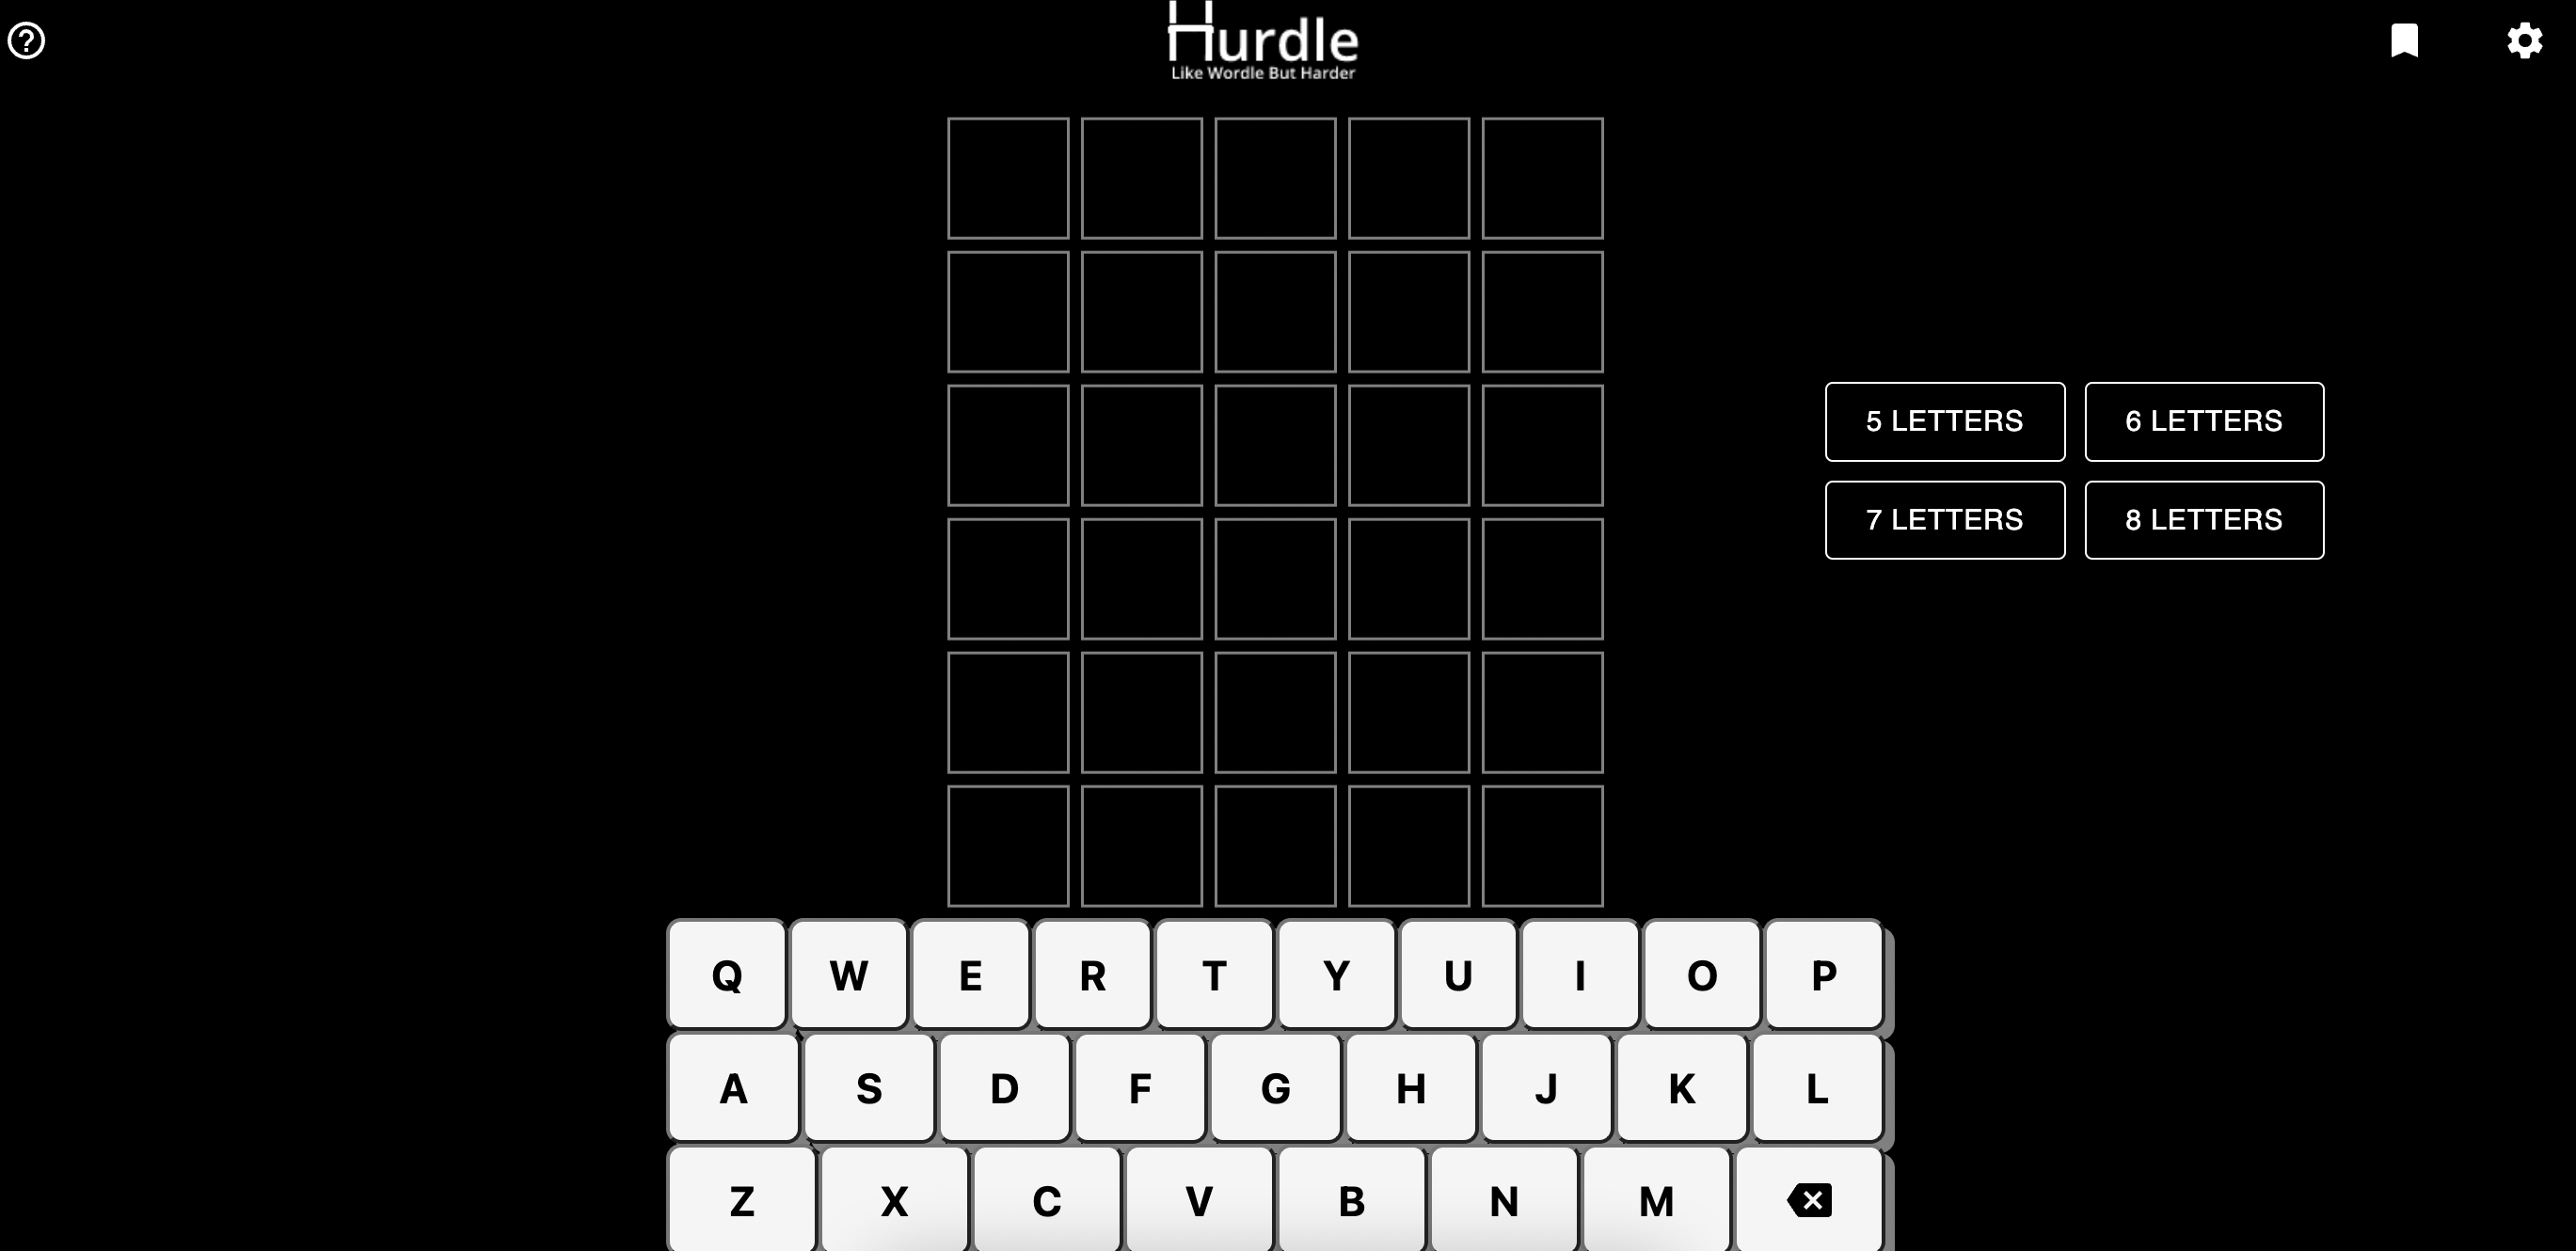 Hurdle
Like Wordle But Harder
5 LETTERS 6 LETTERS
7 LETTERS 8 LETTERS
Q W E R T Y U I O P
A S D F G H J K L
Z X C V B N M